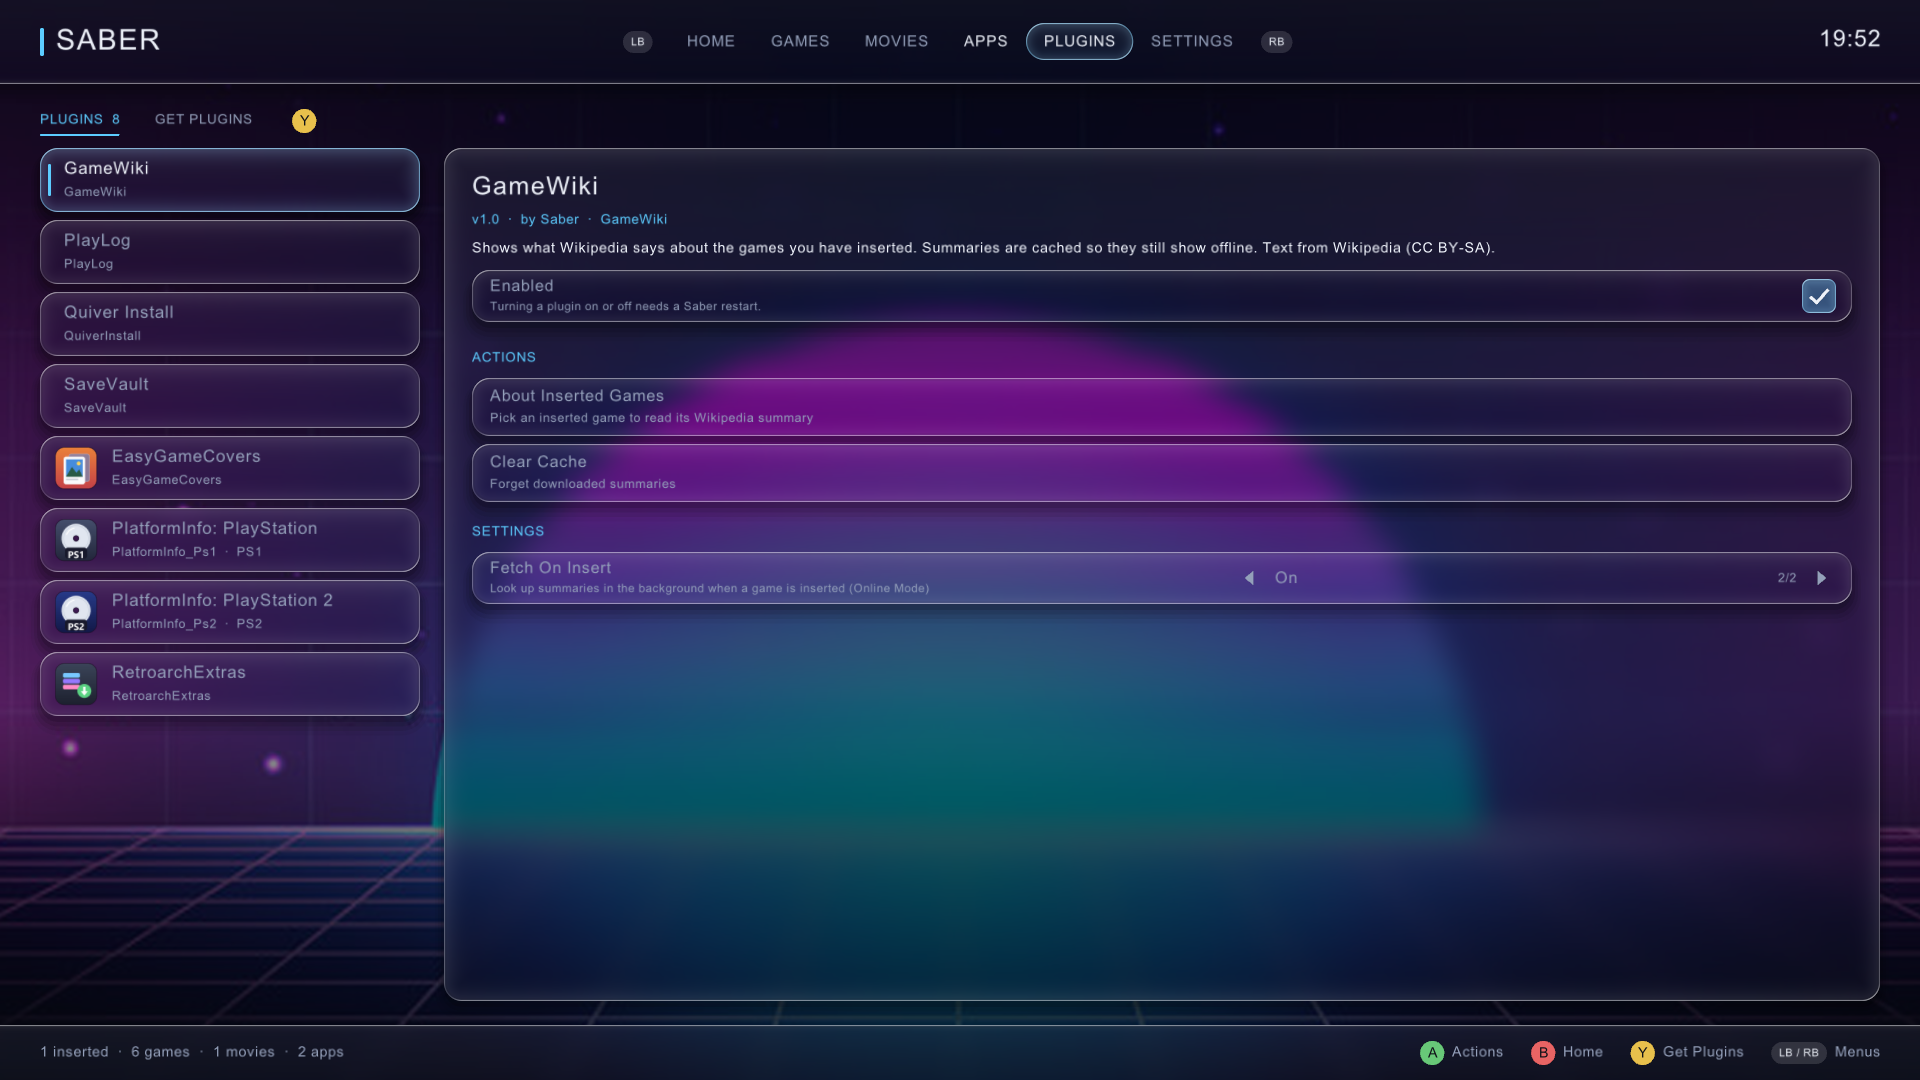 SABER
LB HOME GAMES MOVIES APPS PLUGINS SETTINGS RB
19:52
PLUGINS 8 GET PLUGINS Y
GameWiki
GameWiki
PlayLog
PlayLog
Quiver Install
QuiverInstall
SaveVault
SaveVault
EasyGameCovers
EasyGameCovers
PS1
PlatformInfo: PlayStation
PlatformInfo_Ps1 · PS1
PS2
PlatformInfo: PlayStation 2
PlatformInfo_Ps2 · PS2
RetroarchExtras
RetroarchExtras
GameWiki
v1.0 · by Saber · GameWiki
Shows what Wikipedia says about the games you have inserted. Summaries are cached so they still show offline. Text from Wikipedia (CC BY-SA).
Enabled
Turning a plugin on or off needs a Saber restart.
ACTIONS
About Inserted Games
Pick an inserted game to read its Wikipedia summary
Clear Cache
Forget downloaded summaries
SETTINGS
Fetch On Insert
Look up summaries in the background when a game is inserted (Online Mode)
On
2/2
1 inserted · 6 games · 1 movies · 2 apps
A Actions B Home Y Get Plugins LB / RB Menus